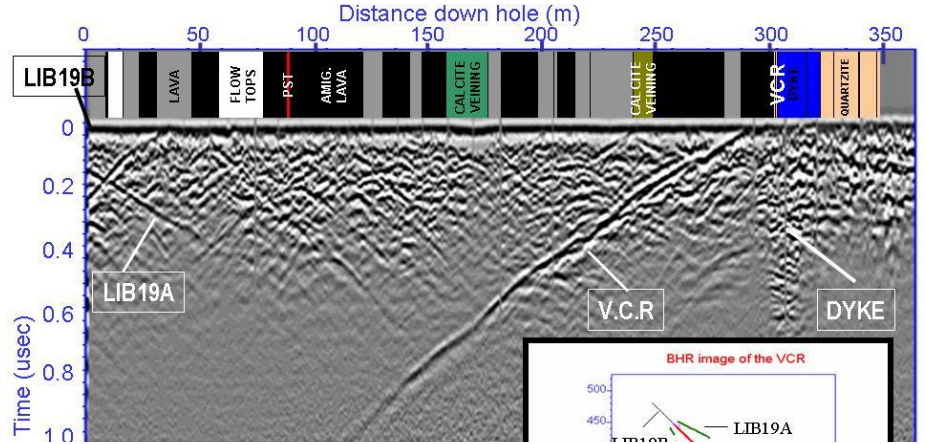 Distance down hole (m)
0 50 100 150 200 250 300 350
LIB19B
LAVA
FLOW
TOPS
PST
AMIG.
LAVA
CALCITE
VEINING
CALCITE
VEINING
VCR
DYKE
QUARTZITE
0
0.2
0.4
0.6
0.8
1.0
Time (usec)
LIB19A
V.C.R
DYKE
BHR image of the VCR
500
450
LIB19A
LIB19B